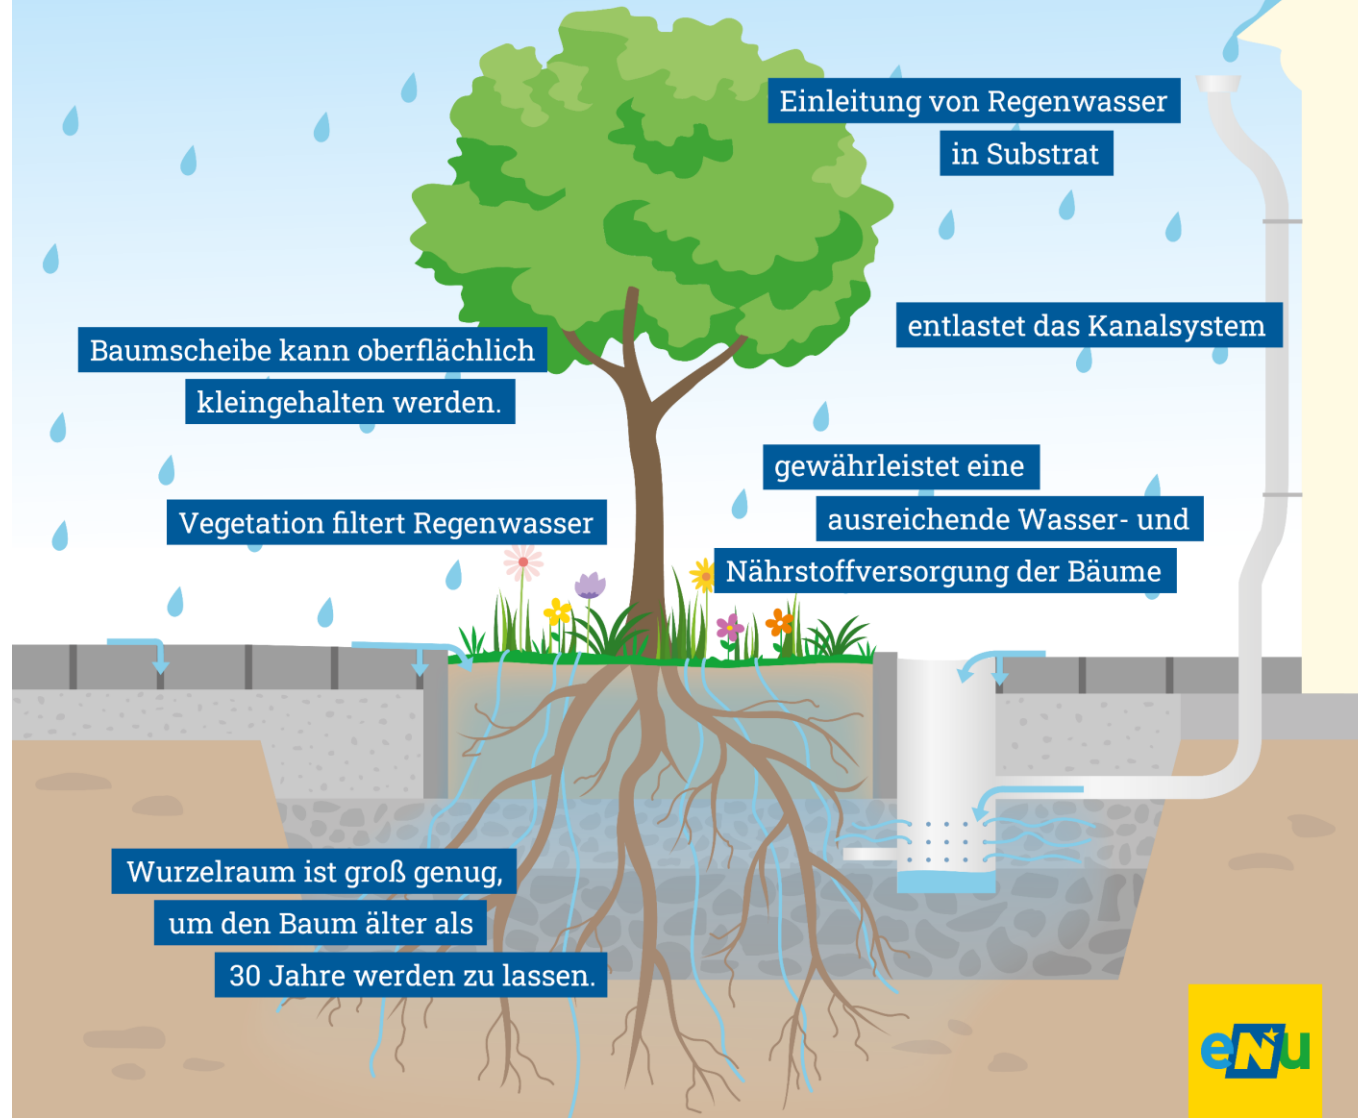 Einleitung von Regenwasser
in Substrat
entlastet das Kanalsystem
Baumscheibe kann oberflächlich
kleingehalten werden.
gewährleistet eine
ausreichende Wasser- und
Nährstoffversorgung der Bäume
Vegetation filtert Regenwasser
Wurzelraum ist groß genug,
um den Baum älter als
30 Jahre werden zu lassen.
eNu